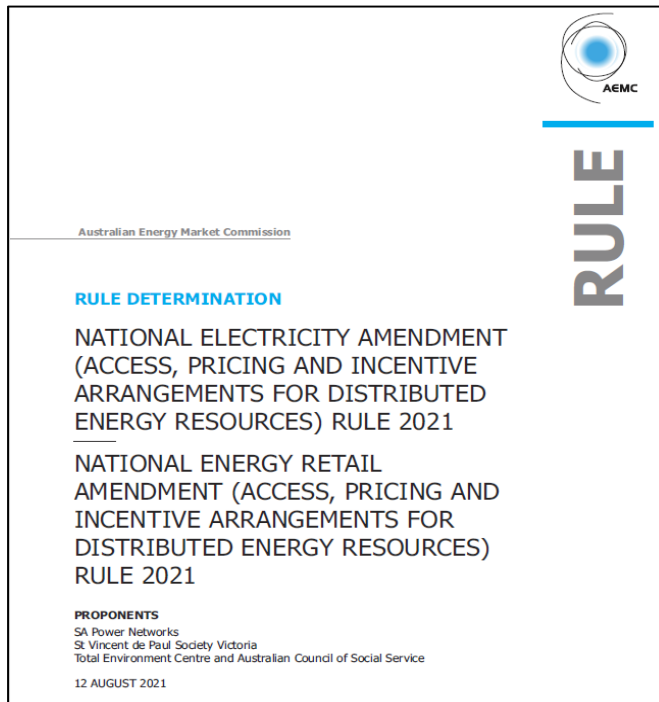 AEMC
RULE
Australian Energy Market Commission
RULE DETERMINATION
NATIONAL ELECTRICITY AMENDMENT
(ACCESS, PRICING AND INCENTIVE
ARRANGEMENTS FOR DISTRIBUTED
ENERGY RESOURCES) RULE 2021
NATIONAL ENERGY RETAIL
AMENDMENT (ACCESS, PRICING AND
INCENTIVE ARRANGEMENTS FOR
DISTRIBUTED ENERGY RESOURCES)
RULE 2021
PROPONENTS
SA Power Networks
St Vincent de Paul Society Victoria
Total Environment Centre and Australian Council of Social Service
12 AUGUST 2021